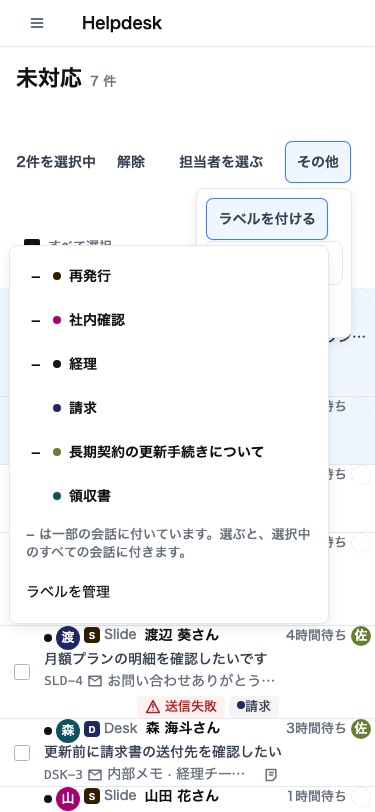 Helpdesk
未対応 7 件
2件を選択中 解除 担当者を選ぶ その他
ラベルを付ける
– 再発行
– 社内確認
– 経理
請求
– 長期契約の更新手続きについて
領収書
– は一部の会話に付いています。選ぶと、選択中
のすべての会話に付きます。
ラベルを管理
渡 S Slide 渡辺 葵さん 4時間待ち 佐
月額プランの明細を確認したいです
SLD-4 お問い合わせありがとう…
送信失敗 請求
森 D Desk 森 海斗さん 3時間待ち 佐
更新前に請求書の送付先を確認したい
DSK-3 内部メモ · 経理チー…
山 S Slide 山田 花さん 1時間待ち